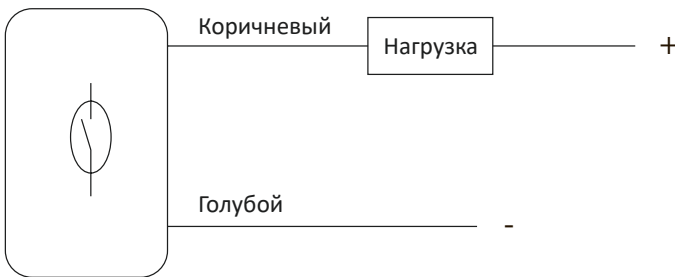 Коричневый
Нагрузка
+
Голубой
-